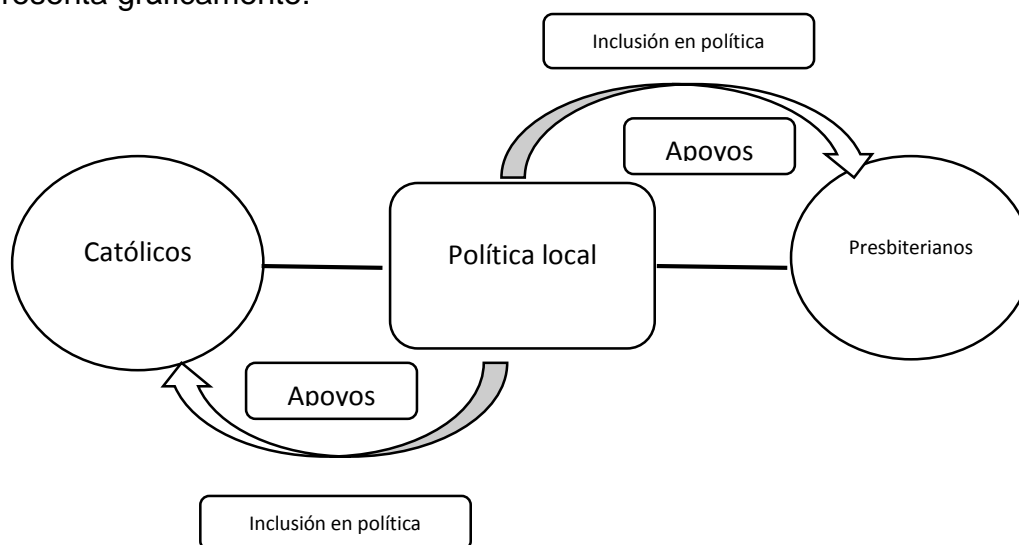 resenta gráficamente:
Inclusión en política
Apoyos
Católicos
Política local
Presbiterianos
Apoyos
Inclusión en política